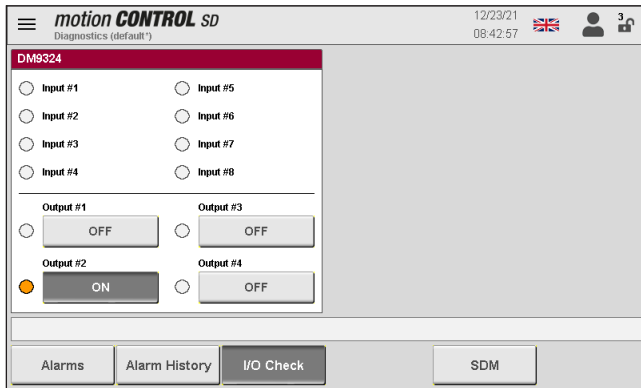 motion CONTROL SD
Diagnostics (default*)
12/23/21
08:42:57
3
DM9324
Input #1
Input #5
Input #2
Input #6
Input #3
Input #7
Input #4
Input #8
Output #1
Output #3
OFF
OFF
Output #2
Output #4
ON
OFF
Alarms
Alarm History
I/O Check
SDM